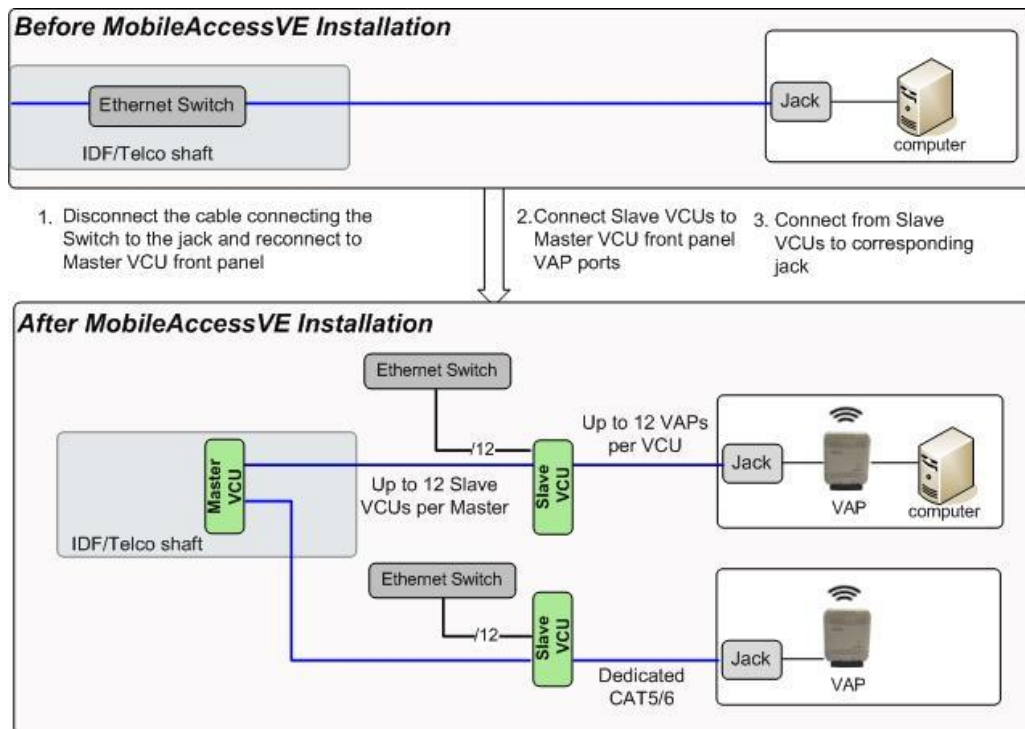 Before MobileAccessVE Installation
Ethernet Switch
IDF/Telco shaft
Jack
computer
1. Disconnect the cable connecting the
Switch to the jack and reconnect to
Master VCU front panel
2.Connect Slave VCUs to
Master VCU front panel
VAP ports
3. Connect from Slave
VCUs to corresponding
jack
After MobileAccessVE Installation
Ethernet Switch
/12
Up to 12 VAPs
per VCU
Master
VCU
Up to 12 Slave
VCUs per Master
Slave
VCU
Jack
VAP
computer
IDF/Telco shaft
Ethernet Switch
/12
Slave
VCU
Dedicated
CAT5/6
Jack
VAP